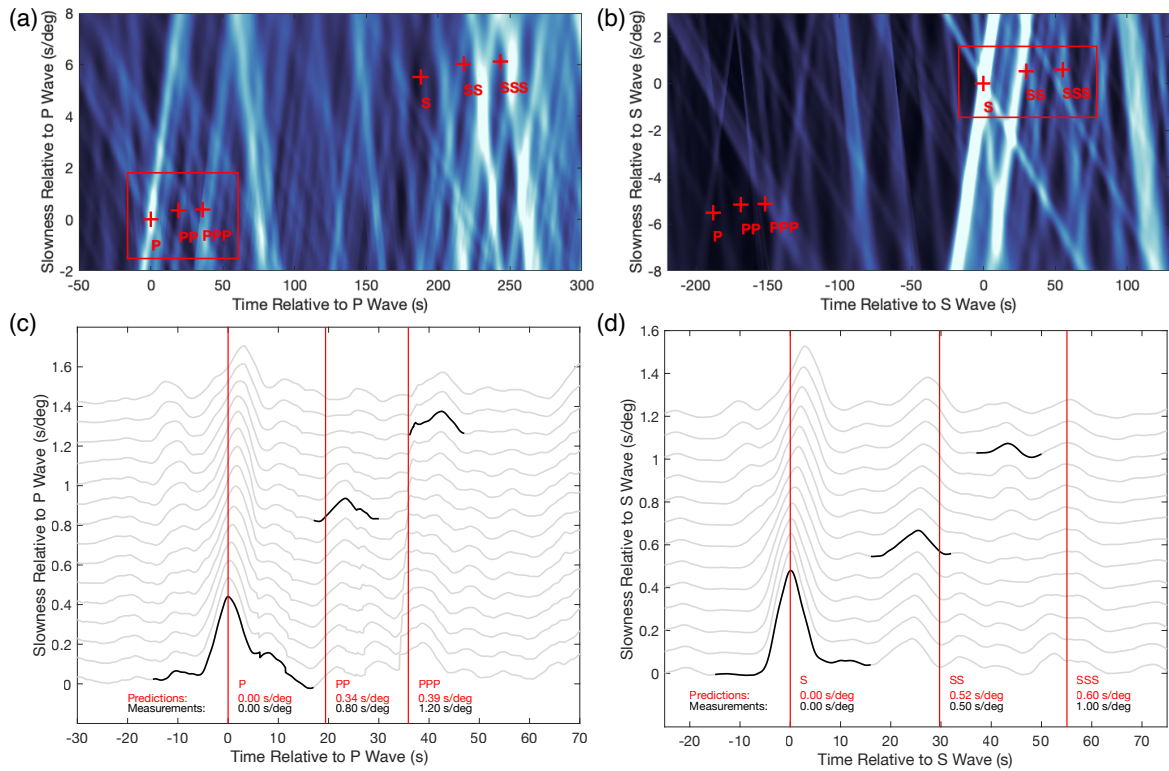 (a)
8
6
4
2
0
-2
Slowness Relative to P Wave (s/deg)
S
SS
SSS
P
PP
PPP
-50 0 50 100 150 200 250 300
Time Relative to P Wave (s)
(b)
2
0
-2
-4
-6
-8
Slowness Relative to S Wave (s/deg)
S
SS
SSS
P
PP
PPP
-200 -150 -100 -50 0 50 100
Time Relative to S Wave (s)
(c)
1.6
1.4
1.2
1
0.8
0.6
0.4
0.2
0
Slowness Relative to P Wave (s/deg)
P PP PPP
Predictions: 0.00 s/deg 0.34 s/deg 0.39 s/deg
Measurements: 0.00 s/deg 0.80 s/deg 1.20 s/deg
-30 -20 -10 0 10 20 30 40 50 60 70
Time Relative to P Wave (s)
(d)
1.6
1.4
1.2
1
0.8
0.6
0.4
0.2
0
Slowness Relative to S Wave (s/deg)
S SS SSS
Predictions: 0.00 s/deg 0.52 s/deg 0.60 s/deg
Measurements: 0.00 s/deg 0.50 s/deg 1.00 s/deg
-20 -10 0 10 20 30 40 50 60 70
Time Relative to S Wave (s)